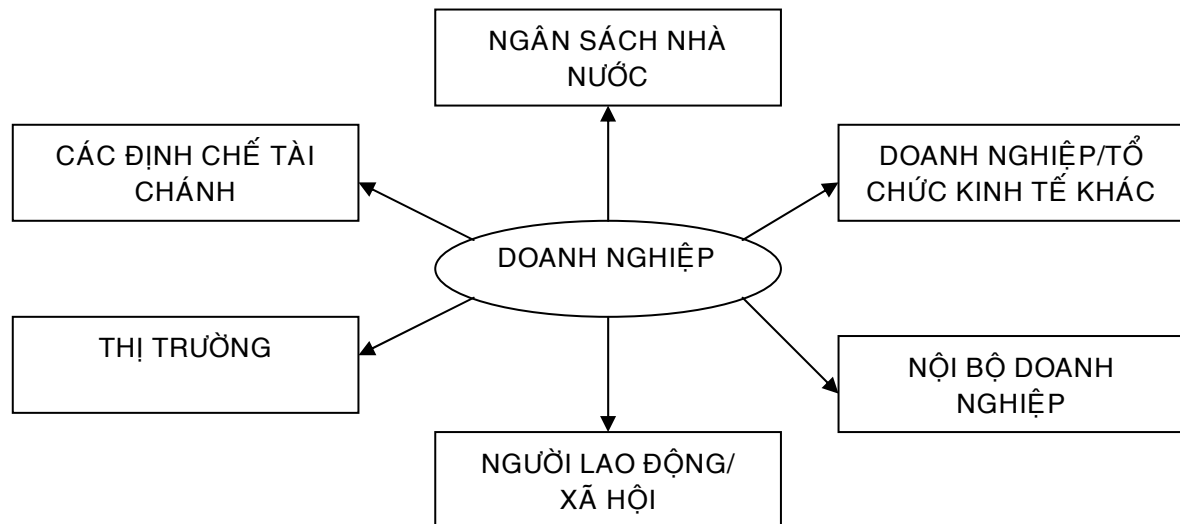 NGÂN SÁCH NHÀ
NƯỚC
CÁC ĐỊNH CHẾ TÀI
CHÁNH
DOANH NGHIỆP/TỔ
CHỨC KINH TẾ KHÁC
DOANH NGHIỆP
THỊ TRƯỜNG
NỘI BỘ DOANH
NGHIỆP
NGƯỜI LAO ĐỘNG/
XÃ HỘI